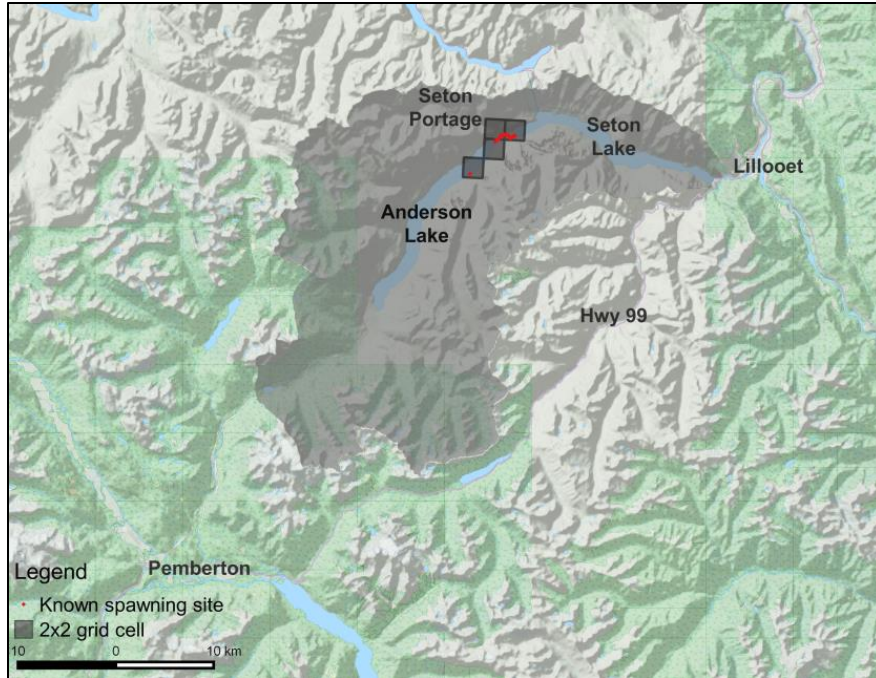 Seton
Portage
Seton
Lake
Lillooet
Anderson
Lake
Hwy 99
Pemberton
Legend
Known spawning site
2x2 grid cell
10 0 10 km